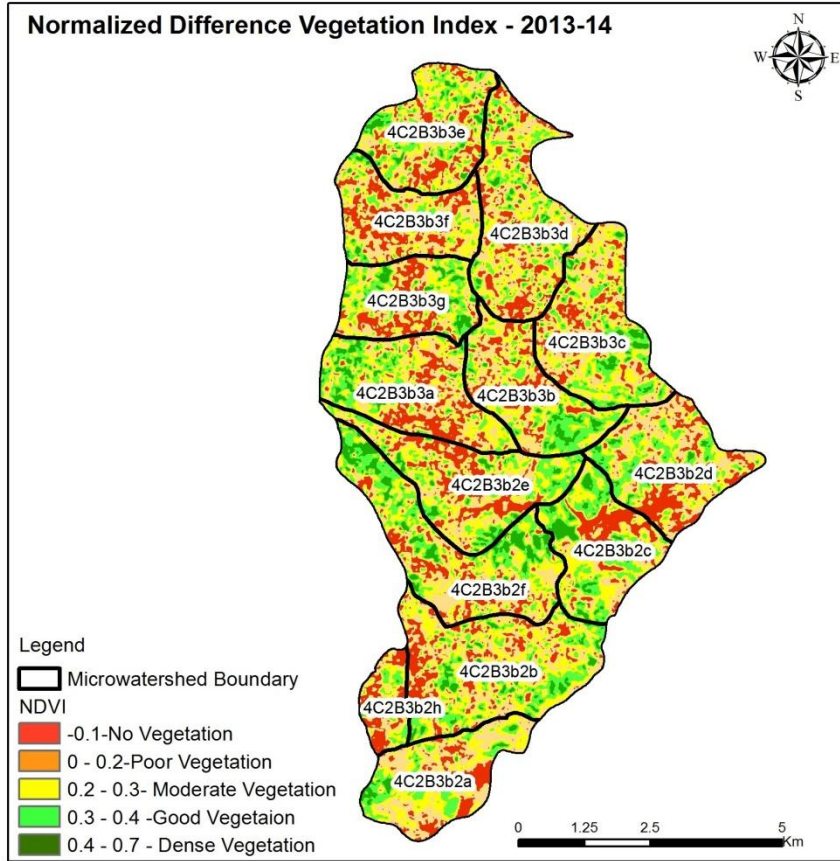 Normalized Difference Vegetation Index - 2013-14
N
W E
S
4C2B3b3e
4C2B3b3f
4C2B3b3d
4C2B3b3g
4C2B3b3c
4C2B3b3a
4C2B3b3b
4C2B3b2d
4C2B3b2e
4C2B3b2c
4C2B3b2f
4C2B3b2b
4C2B3b2h
4C2B3b2a
Legend
Microwatershed Boundary
NDVI
-0.1-No Vegetation
0 - 0.2-Poor Vegetation
0.2 - 0.3- Moderate Vegetation
0.3 - 0.4 -Good Vegetaion
0.4 - 0.7 - Dense Vegetation
0 1.25 2.5 5
Km